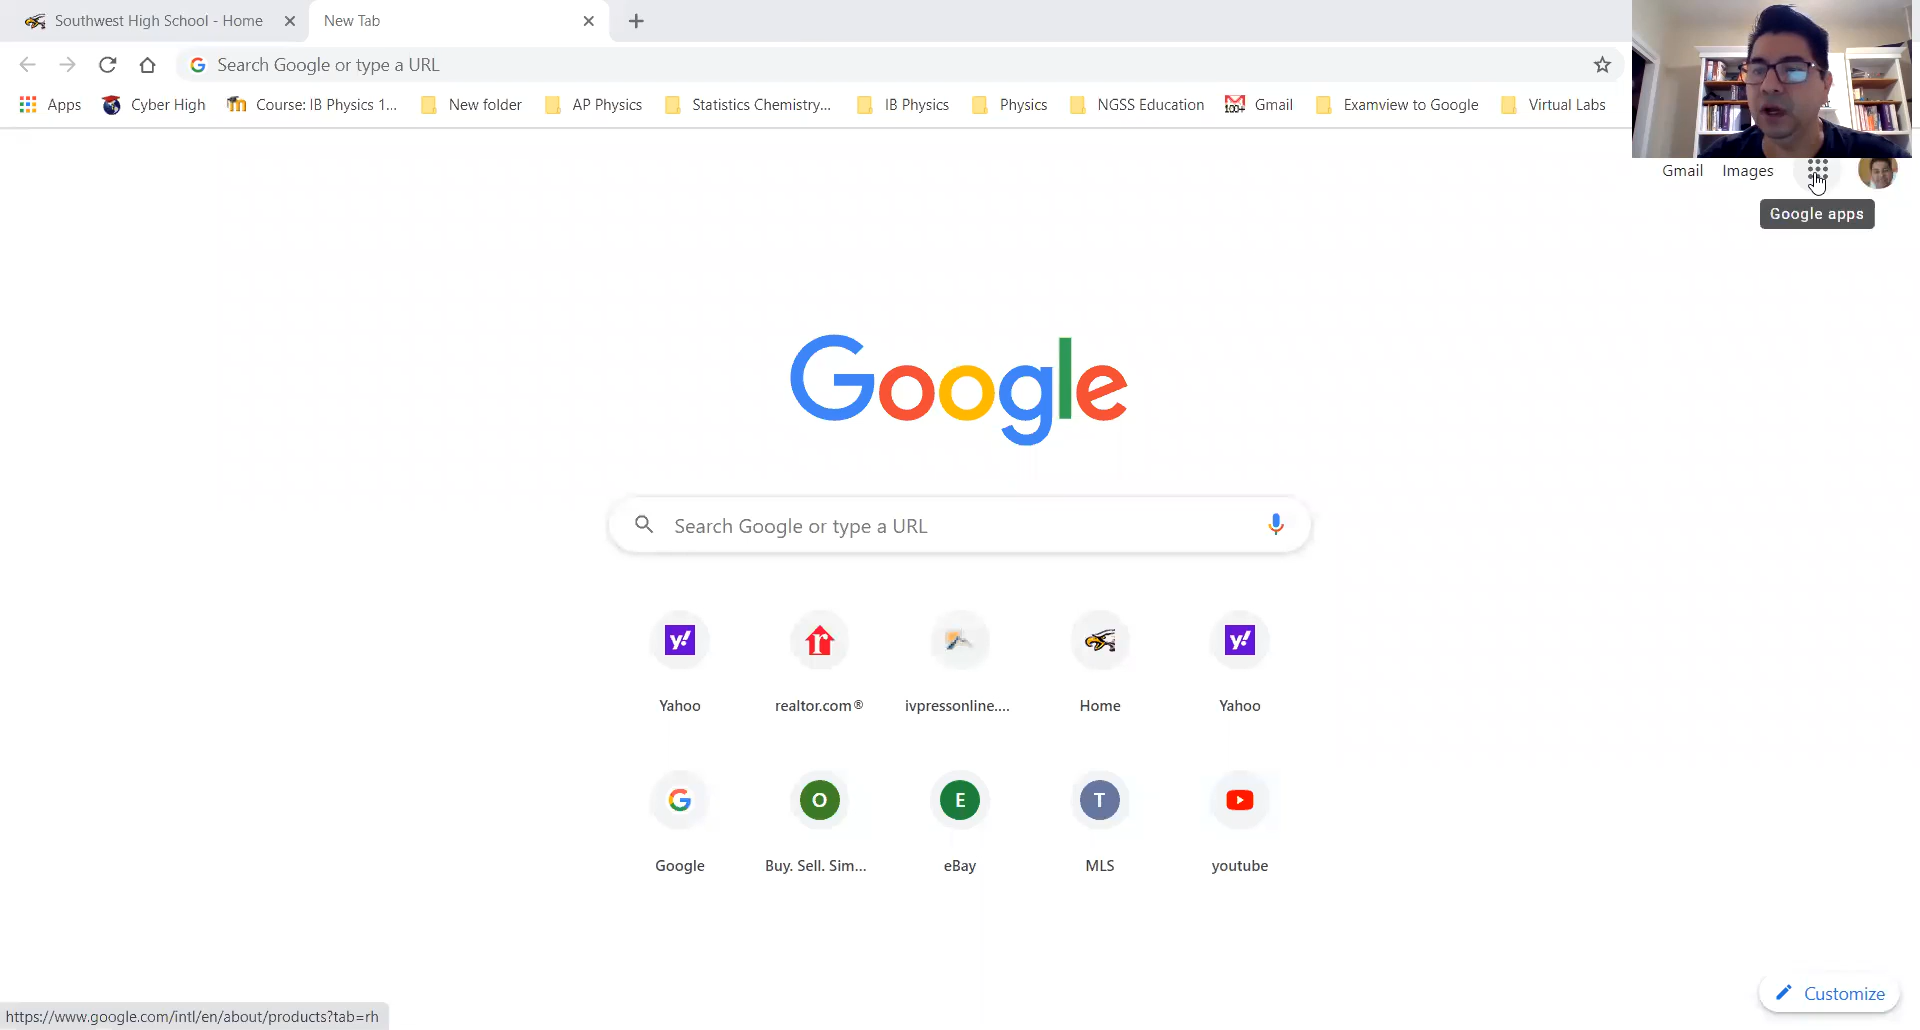 Southwest High School - Home
New Tab
Search Google or type a URL
Apps
Cyber High
Course: IB Physics 1...
New folder
AP Physics
Statistics Chemistry...
IB Physics
Physics
NGSS Education
100+
Gmail
Examview to Google
Virtual Labs
Gmail
Images
Google apps
Google
Search Google or type a URL
y!
r
y!
Yahoo
realtor.com®
ivpressonline....
Home
Yahoo
G
O
E
T
Google
Buy. Sell. Sim...
eBay
MLS
youtube
Customize
https://www.google.com/intl/en/about/products?tab=rh